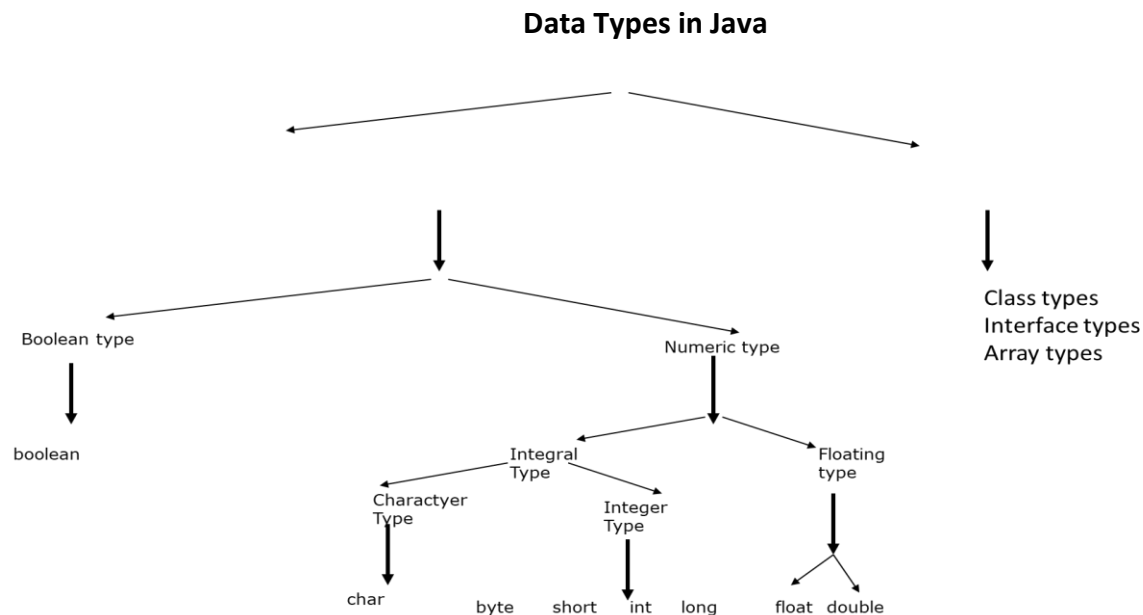 Data Types in Java
Class types
Interface types
Array types
Boolean type
Numeric type
boolean
Integral
Type
Floating
type
Charactyer
Type
Integer
Type
char
byte short int long
float double